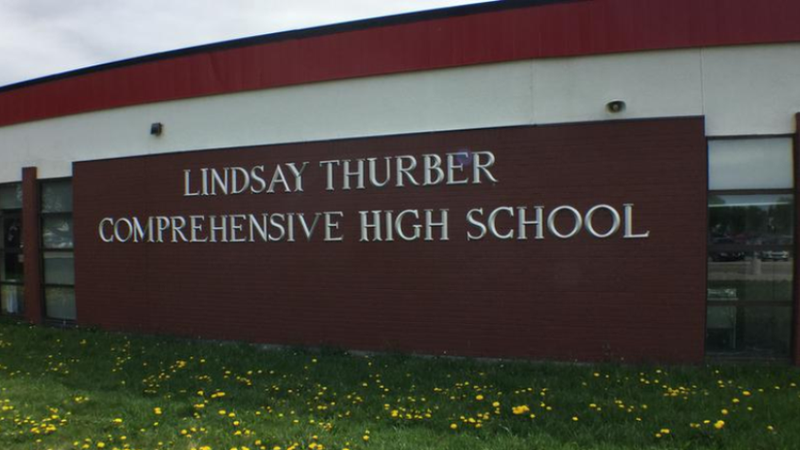 LINDSAY THURBER
COMPREHENSIVE HIGH SCHOOL